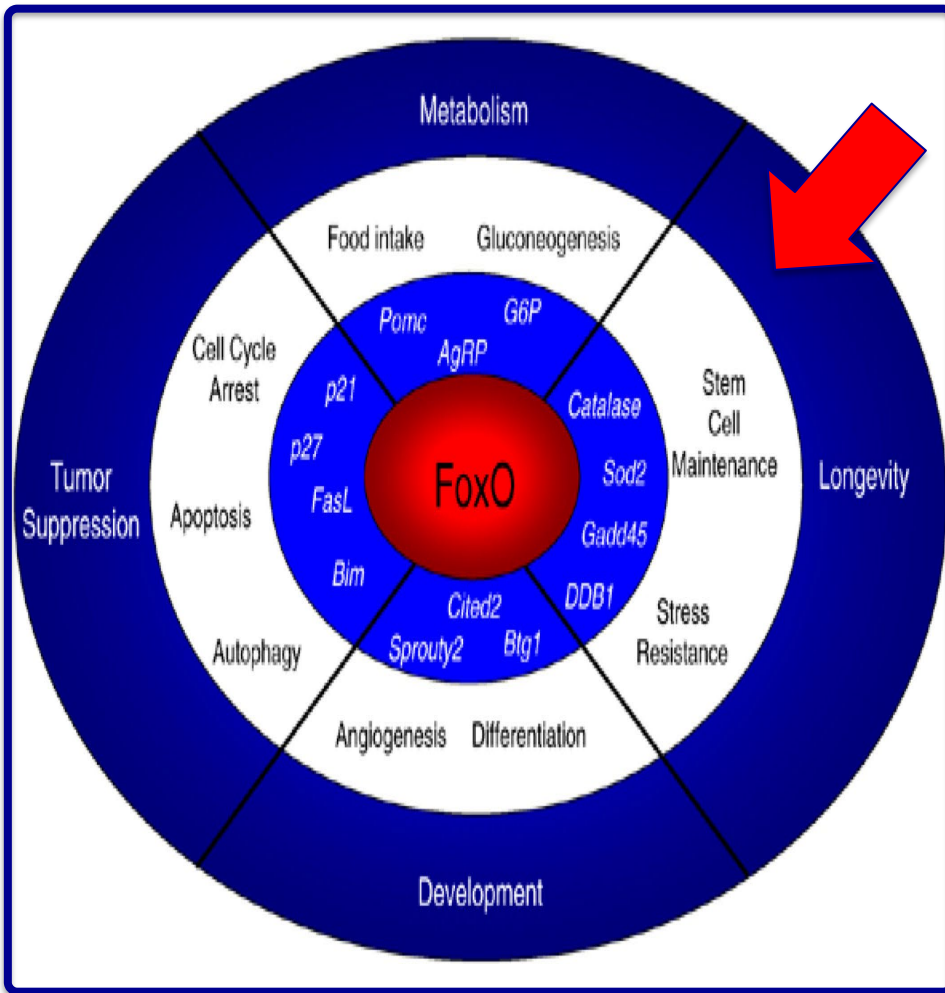 Metabolism
Food intake
Gluconeogenesis
Pomc
G6P
AgRP
Cell Cycle
Arrest
p21
p27
FasL
Bim
Tumor
Suppression
Apoptosis
Autophagy
FoxO
Catalase
Sod2
Gadd45
DDB1
Stem
Cell
Maintenance
Longevity
Stress
Resistance
Cited2
Sprouty2
Btg1
Angiogenesis
Differentiation
Development